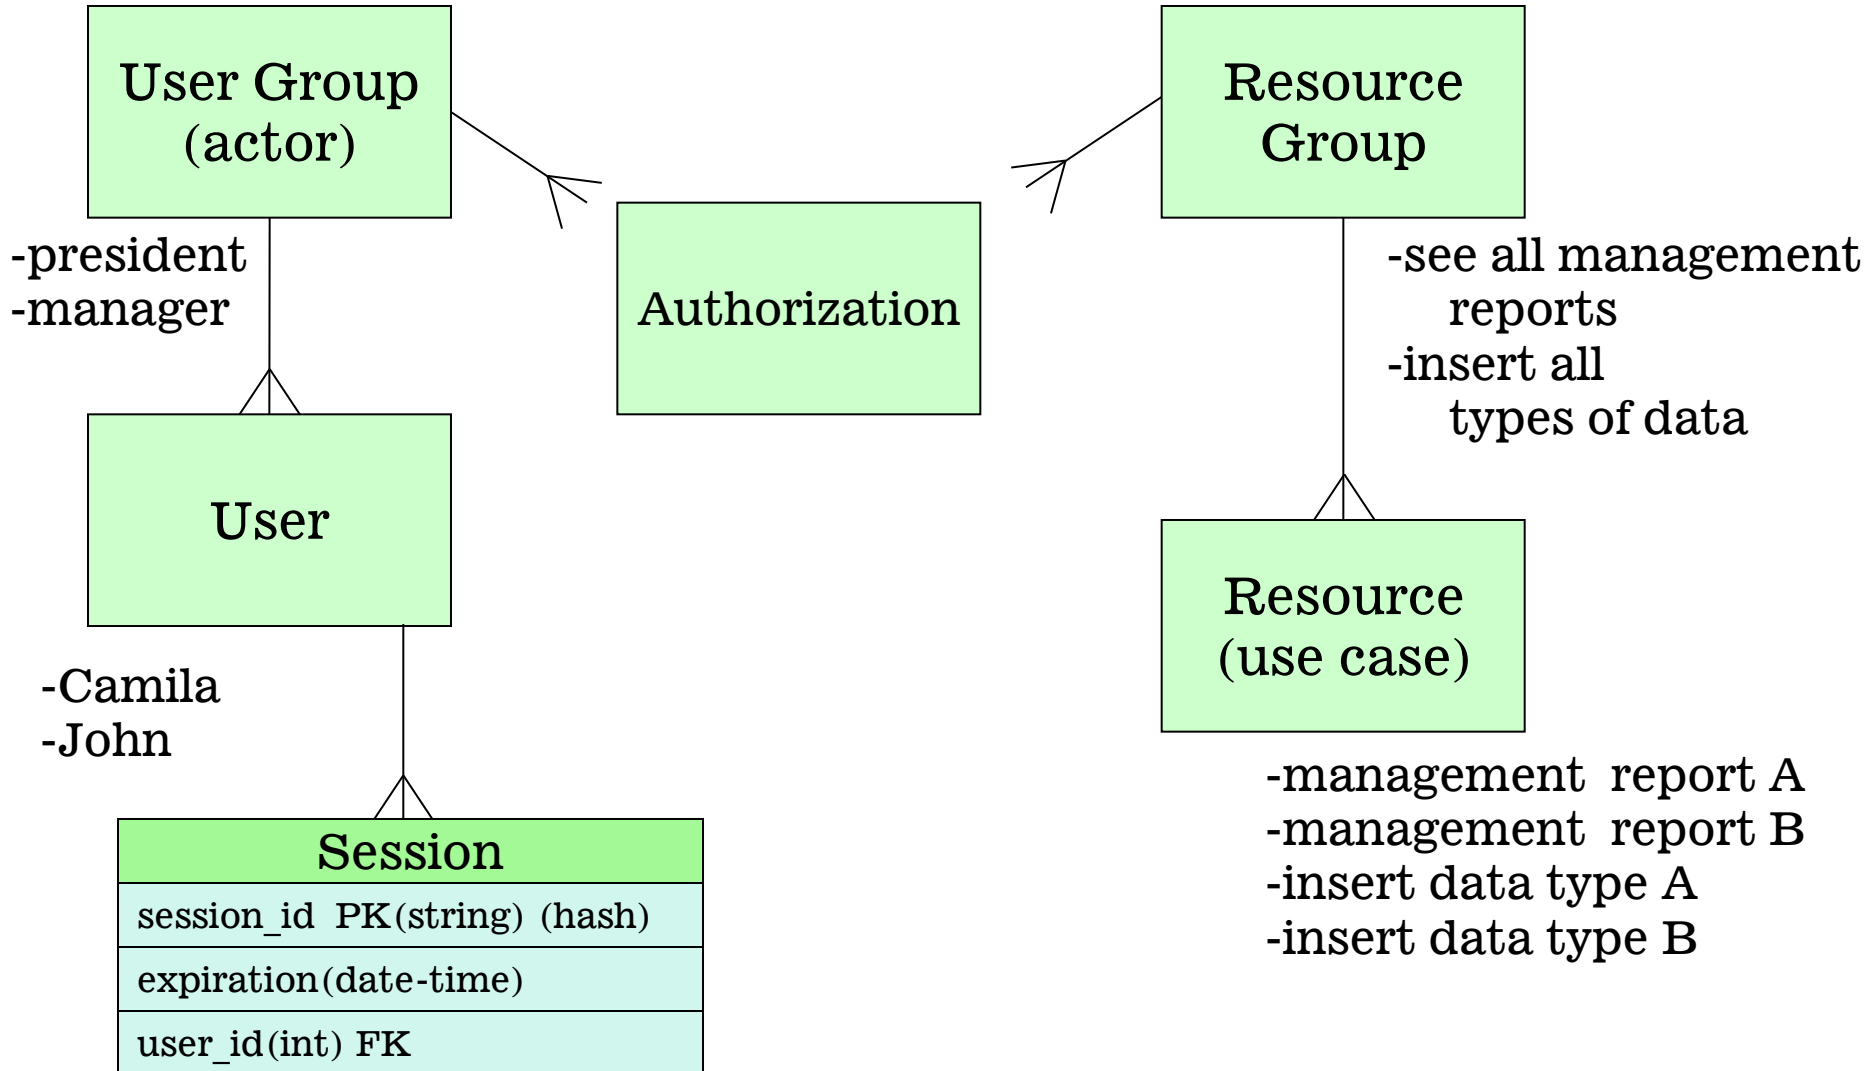 User Group
(actor)
-president
-manager
User
-Camila
-John
Session
session_id PK(string) (hash)
expiration(date-time)
user_id(int) FK
Authorization
Resource
Group
-see all management
reports
-insert all
types of data
Resource
(use case)
-management report A
-management report B
-insert data type A
-insert data type B